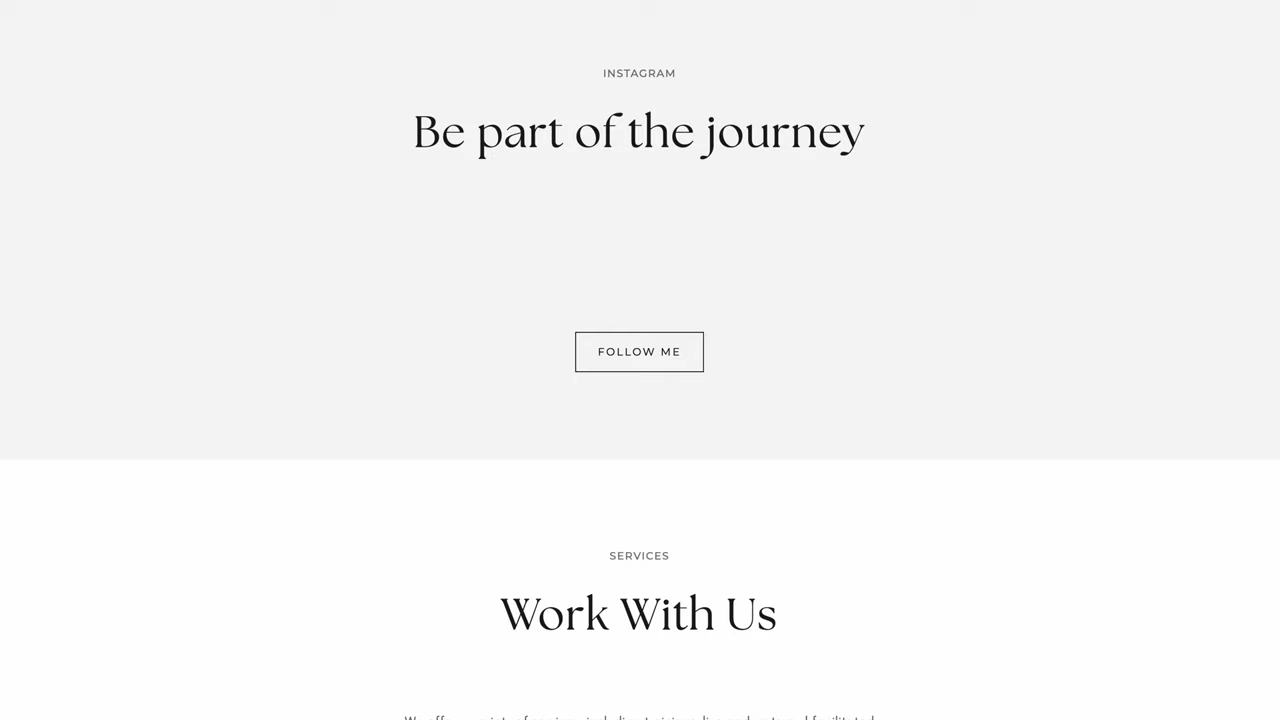 INSTAGRAM
Be part of the journey
FOLLOW ME
SERVICES
Work With Us